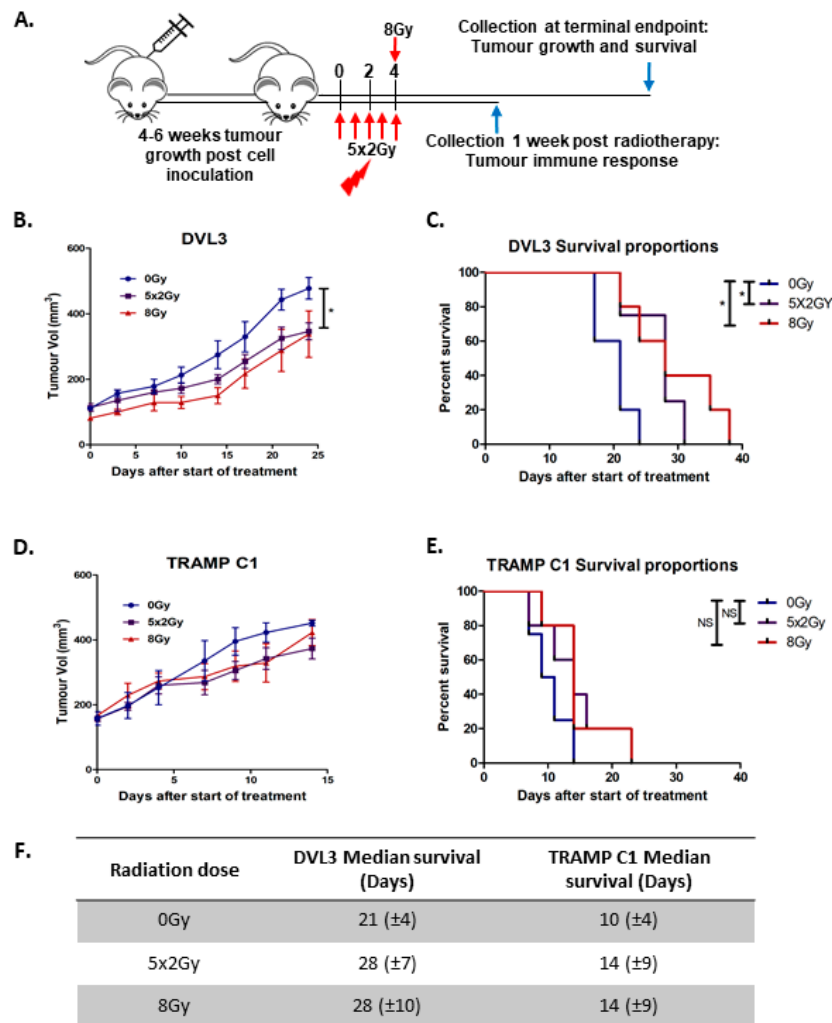 A.
8Gy
0 2 4
5x2Gy
4-6 weeks tumour
growth post cell
inoculation
Collection at terminal endpoint:
Tumour growth and survival
Collection 1 week post radiotherapy:
Tumour immune response
B.
DVL3
Tumour Vol (mm³)
600
400
200
0
0Gy
5x2Gy
8Gy
*
0 5 10 15 20 25
Days after start of treatment
C.
DVL3 Survival proportions
Percent survival
100
80
60
40
20
0
* *
0Gy
5X2GY
8Gy
0 10 20 30 40
Days after start of treatment
D.
TRAMP C1
Tumour Vol (mm³)
600
400
200
0
0Gy
5x2Gy
8Gy
0 5 10 15
Days after start of treatment
E.
TRAMP C1 Survival proportions
Percent survival
100
80
60
40
20
0
NS NS
0Gy
5x2Gy
8Gy
0 10 20 30 40
Days after start of treatment
F.
Radiation dose
DVL3 Median survival
(Days)
TRAMP C1 Median
survival (Days)
0Gy 21 (±4) 10 (±4)
5x2Gy 28 (±7) 14 (±9)
8Gy 28 (±10) 14 (±9)